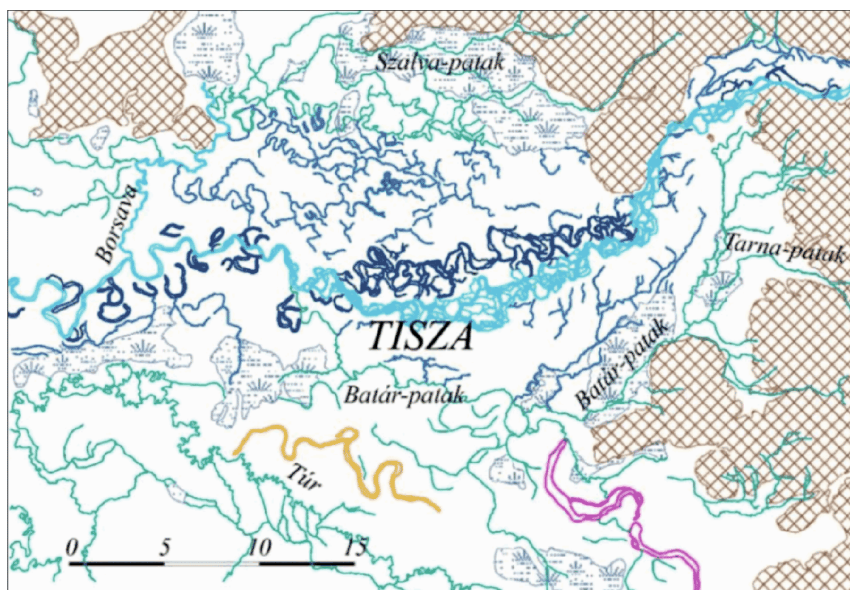 Szalva-patak
Borsava
Tarna-patak
TISZA
Batár-patak
Batár-patak
Túr
0 5 10 15